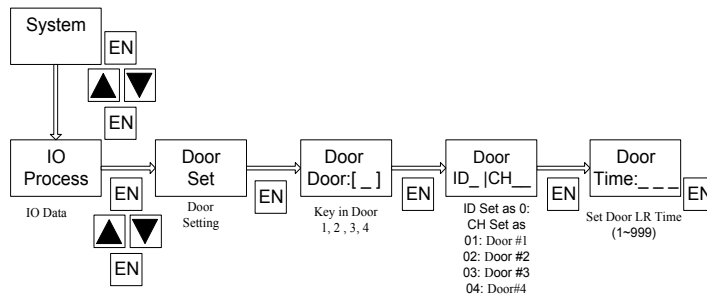 System
EN
EN
IO
Process
IO Data
EN
EN
Door
Set
Door
Setting
EN
Door
Door:[ _ ]
Key in Door
1, 2 , 3, 4
EN
Door
ID_ |CH__
ID Set as 0:
CH Set as
01: Door #1
02: Door #2
03: Door #3
04: Door#4
EN
Door
Time:_ _ _
Set Door LR Time
(1~999)
EN